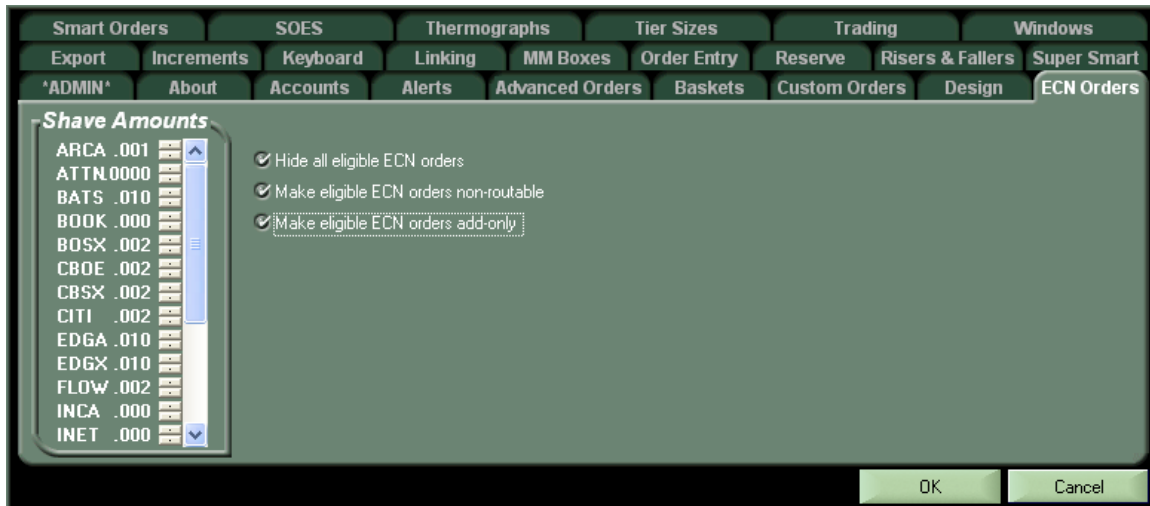 Smart Orders SOES Thermographs Tier Sizes Trading Windows
Export Increments Keyboard Linking MM Boxes Order Entry Reserve Risers & Fallers Super Smart
*ADMIN* About Accounts Alerts Advanced Orders Baskets Custom Orders Design ECN Orders
Shave Amounts
ARCA .001
ATTN.0000
BATS .010
BOOK .000
BOSX .002
CBOE .002
CBSX .002
CITI .002
EDGA .010
EDGX .010
FLOW .002
INCA .000
INET .000
Hide all eligible ECN orders
Make eligible ECN orders non-routable
Make eligible ECN orders add-only
OK Cancel